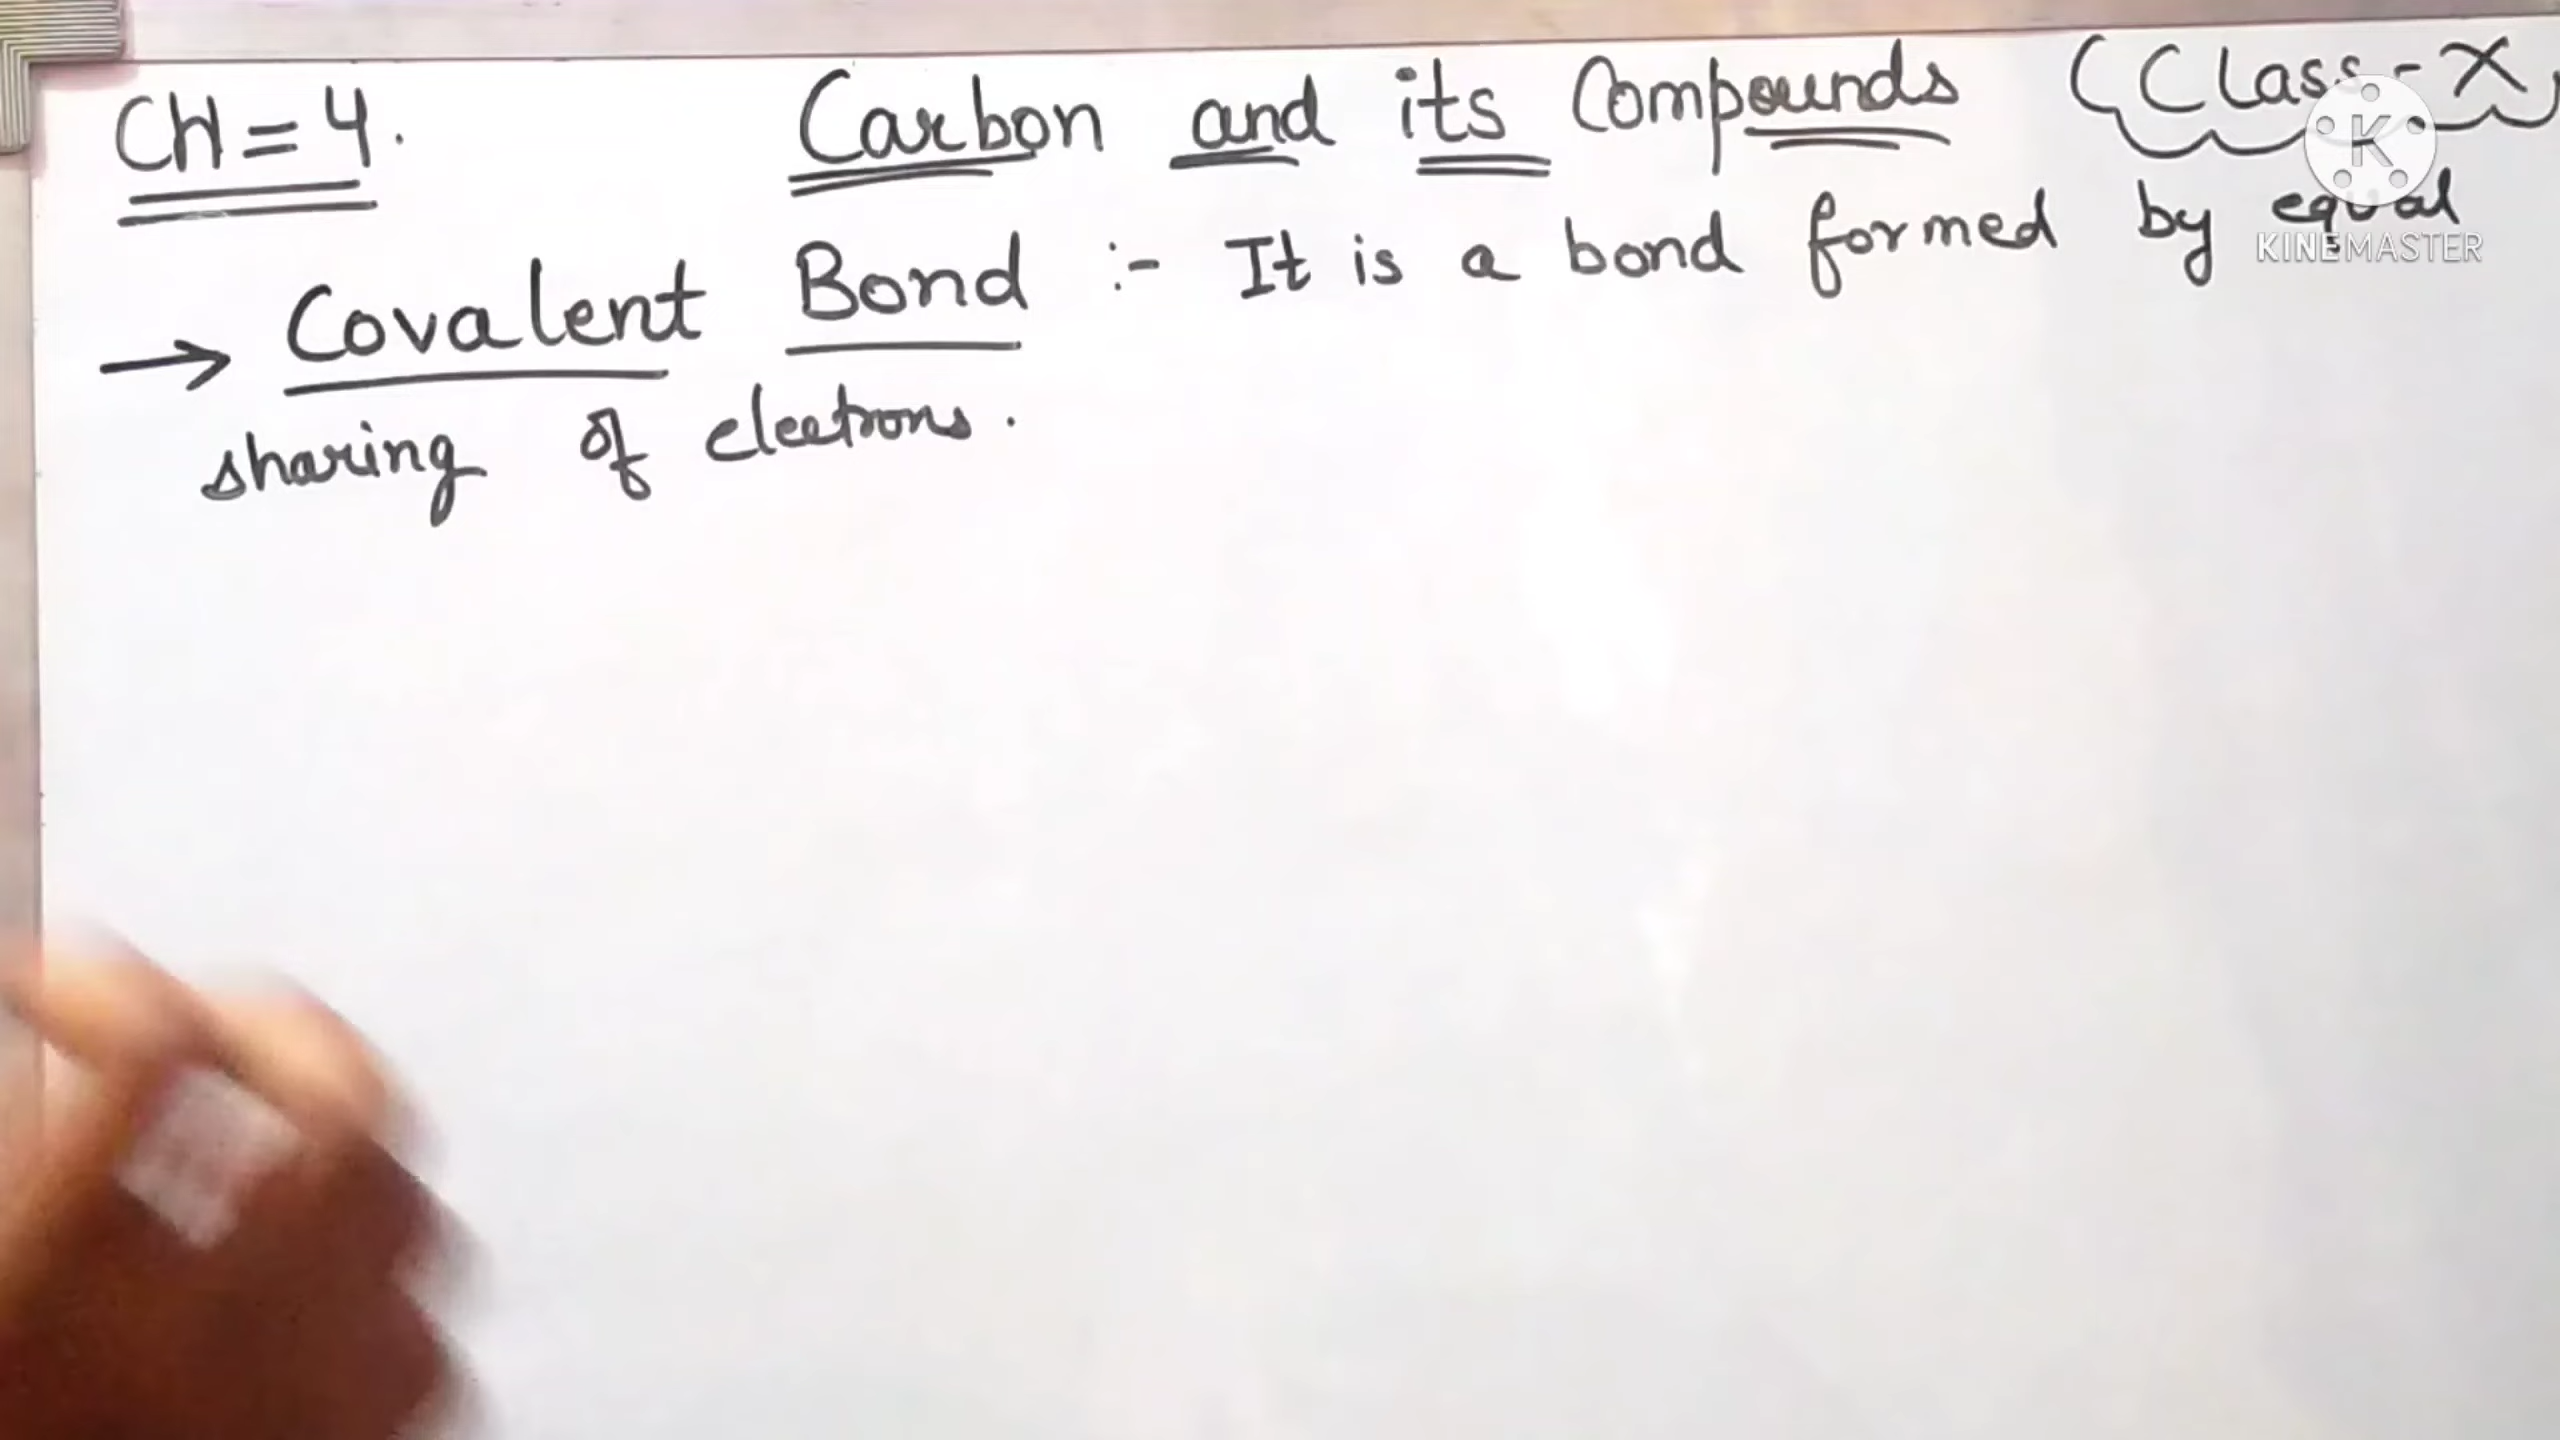 CH = 4. Carbon and its Compounds (Class - X)
→ Covalent Bond :- It is a bond formed by equal
KINEMASTER
sharing of electrons.